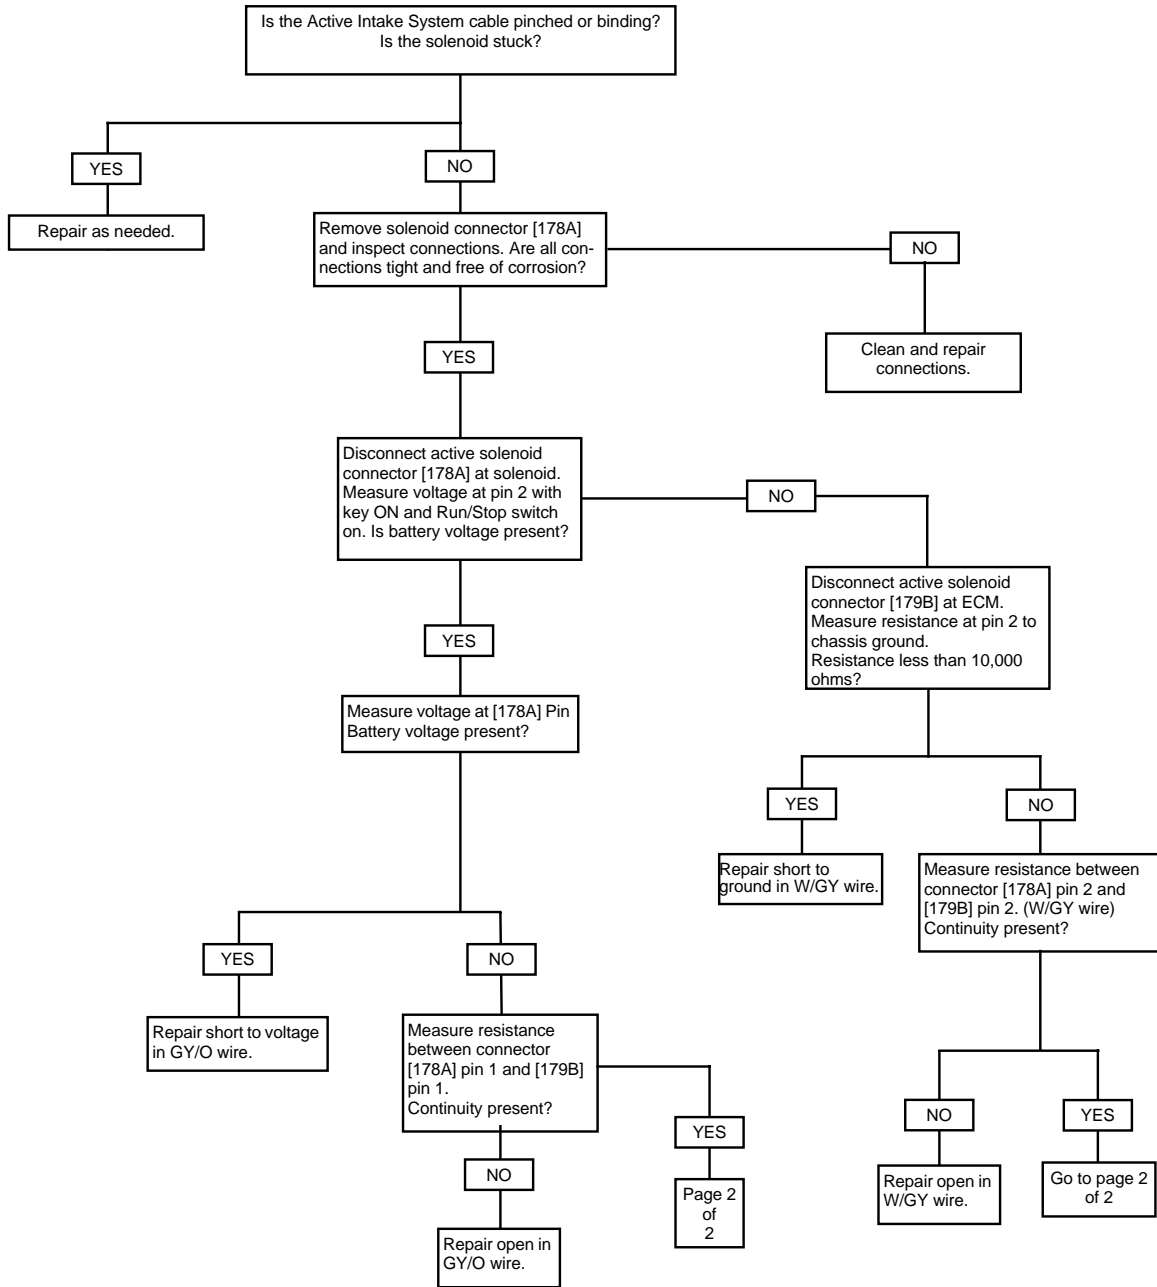 Is the Active Intake System cable pinched or binding?
Is the solenoid stuck?
YES
NO
Repair as needed.
Remove solenoid connector [178A]
and inspect connections. Are all con-
nections tight and free of corrosion?
NO
Clean and repair
connections.
YES
Disconnect active solenoid
connector [178A] at solenoid.
Measure voltage at pin 2 with
key ON and Run/Stop switch
on. Is battery voltage present?
NO
Disconnect active solenoid
connector [179B] at ECM.
Measure resistance at pin 2 to
chassis ground.
Resistance less than 10,000
ohms?
YES
Measure voltage at [178A] Pin
Battery voltage present?
YES
NO
Repair short to
ground in W/GY wire.
Measure resistance between
connector [178A] pin 2 and
[179B] pin 2. (W/GY wire)
Continuity present?
YES
NO
Repair short to voltage
in GY/O wire.
Measure resistance
between connector
[178A] pin 1 and [179B]
pin 1.
Continuity present?
NO
YES
YES
NO
Repair open in
W/GY wire.
Go to page 2
of 2
Page 2
of
2
Repair open in
GY/O wire.